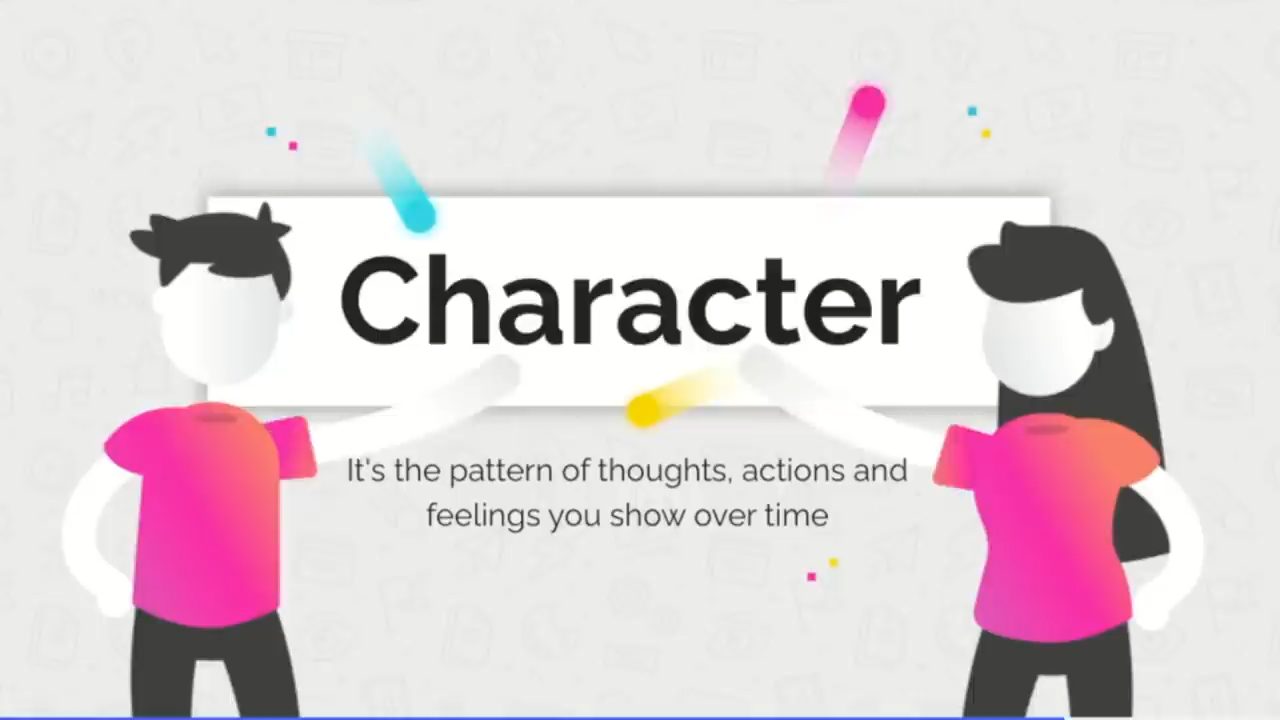 Character
It's the pattern of thoughts, actions and
feelings you show over time